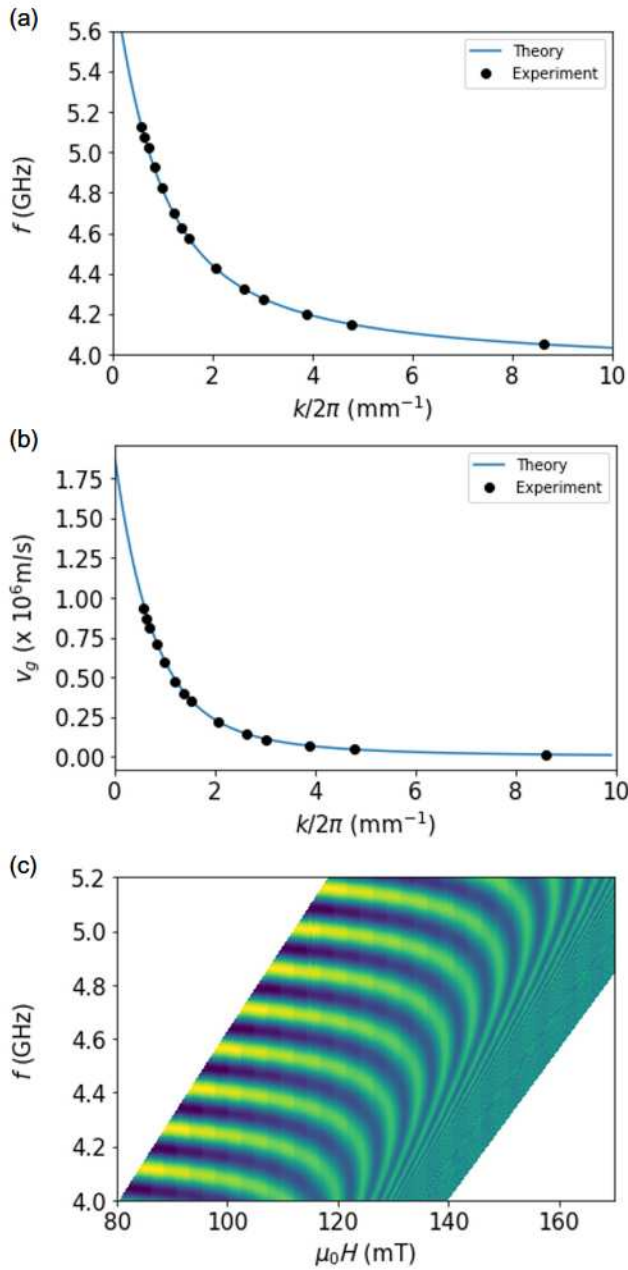 (a)
5.6
5.4
5.2
5.0
4.8
4.6
4.4
4.2
4.0
f (GHz)
Theory
Experiment
0 2 4 6 8 10
k/2π (mm⁻¹)
(b)
1.75
1.50
1.25
1.00
0.75
0.50
0.25
0.00
v_g (x 10⁶m/s)
Theory
Experiment
0 2 4 6 8 10
k/2π (mm⁻¹)
(c)
5.2
5.0
4.8
4.6
4.4
4.2
4.0
f (GHz)
80 100 120 140 160
μ₀H (mT)